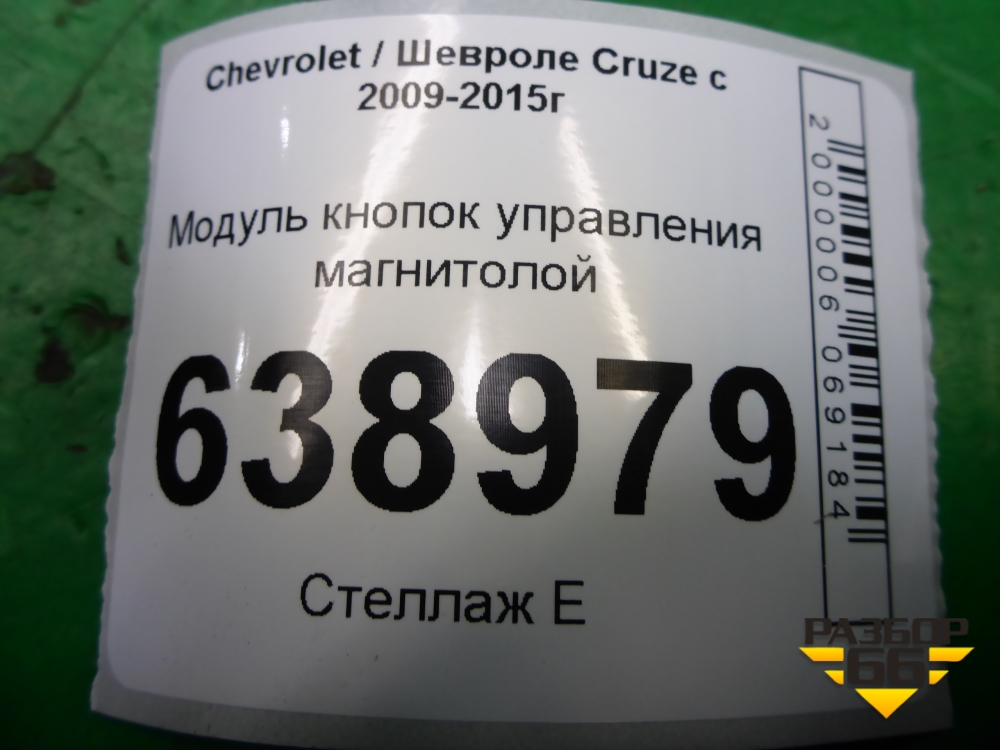 Chevrolet / Шевроле Cruze с
2009-2015г
Модуль кнопок управления
магнитолой
638979
Стеллаж Е
2000006069184
РАЗБОР
66